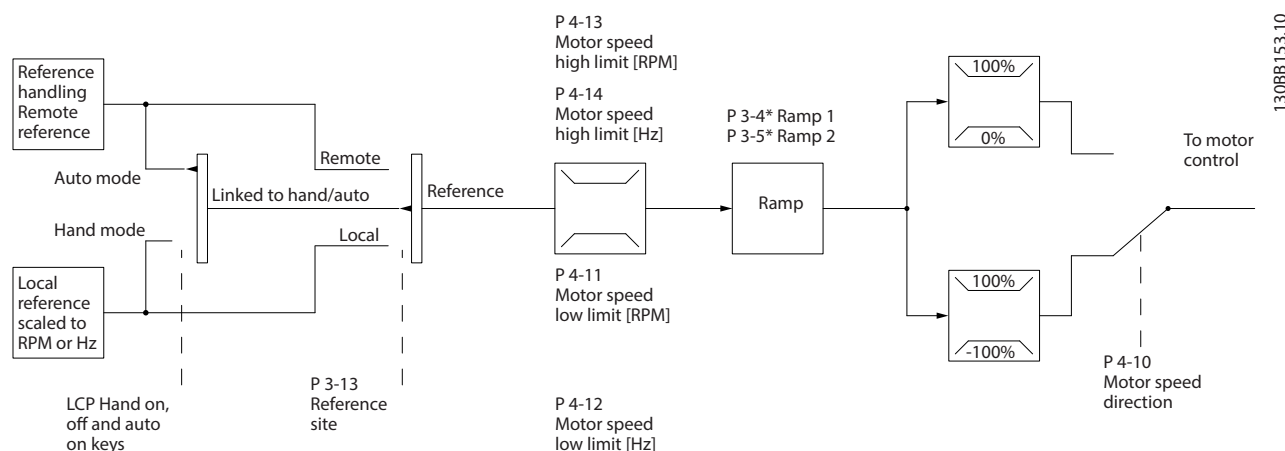 Reference
handling
Remote
reference
Auto mode
Hand mode
Local
reference
scaled to
RPM or Hz
LCP Hand on,
off and auto
on keys
Linked to hand/auto
Remote
Local
P 3-13
Reference
site
Reference
P 4-13
Motor speed
high limit [RPM]
P 4-14
Motor speed
high limit [Hz]
P 4-11
Motor speed
low limit [RPM]
P 4-12
Motor speed
low limit [Hz]
P 3-4* Ramp 1
P 3-5* Ramp 2
Ramp
100%
0%
100%
-100%
To motor
control
P 4-10
Motor speed
direction
130BB153.10